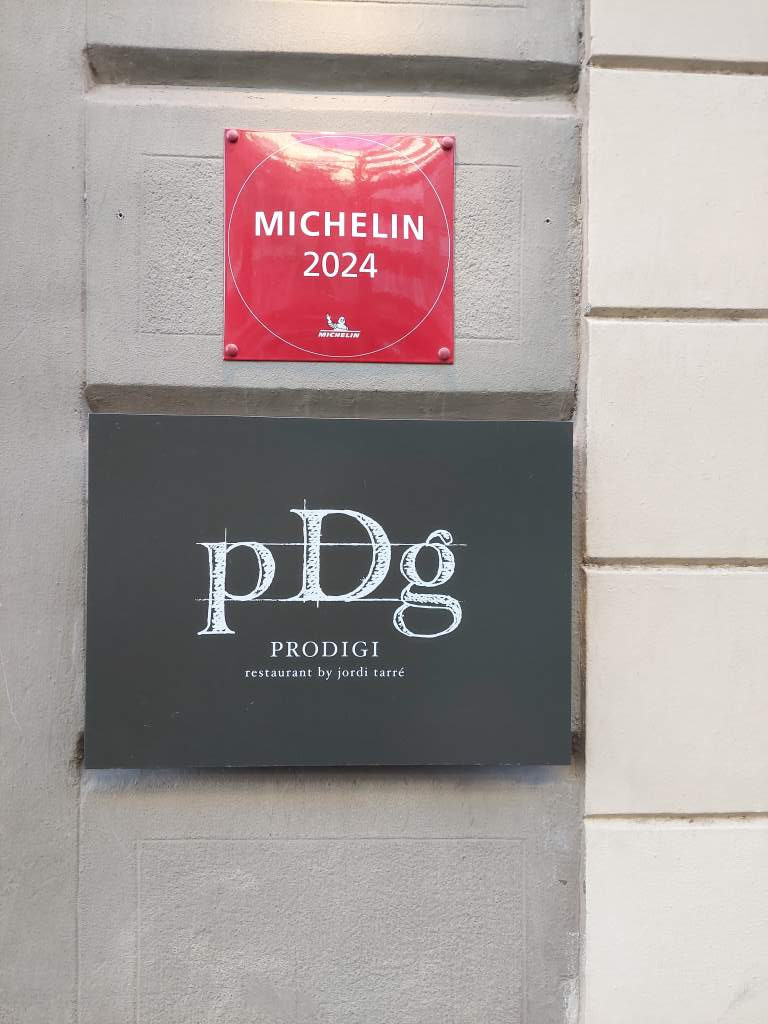 MICHELIN
2024
MICHELIN
pDg
PRODIGI
restaurant by jordi tarré